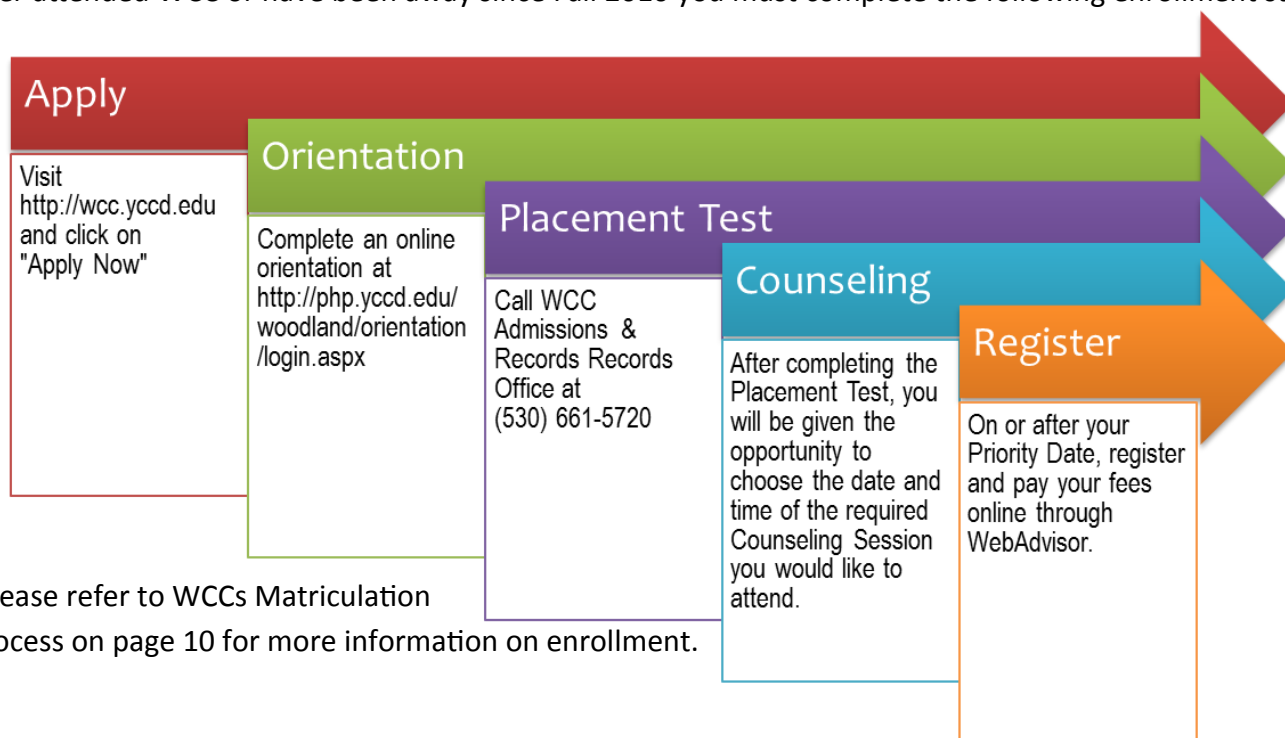 Apply
Visit
http://wcc.yccd.edu
and click on
"Apply Now"
Orientation
Complete an online
orientation at
http://php.yccd.edu/
woodland/orientation
/login.aspx
Placement Test
Call WCC
Admissions &
Records Records
Office at
(530) 661-5720
Counseling
After completing the
Placement Test, you
will be given the
opportunity to
choose the date and
time of the required
Counseling Session
you would like to
attend.
Register
On or after your
Priority Date, register
and pay your fees
online through
WebAdvisor.
refer to WCCs Matriculation
on page 10 for more information on enrollment.